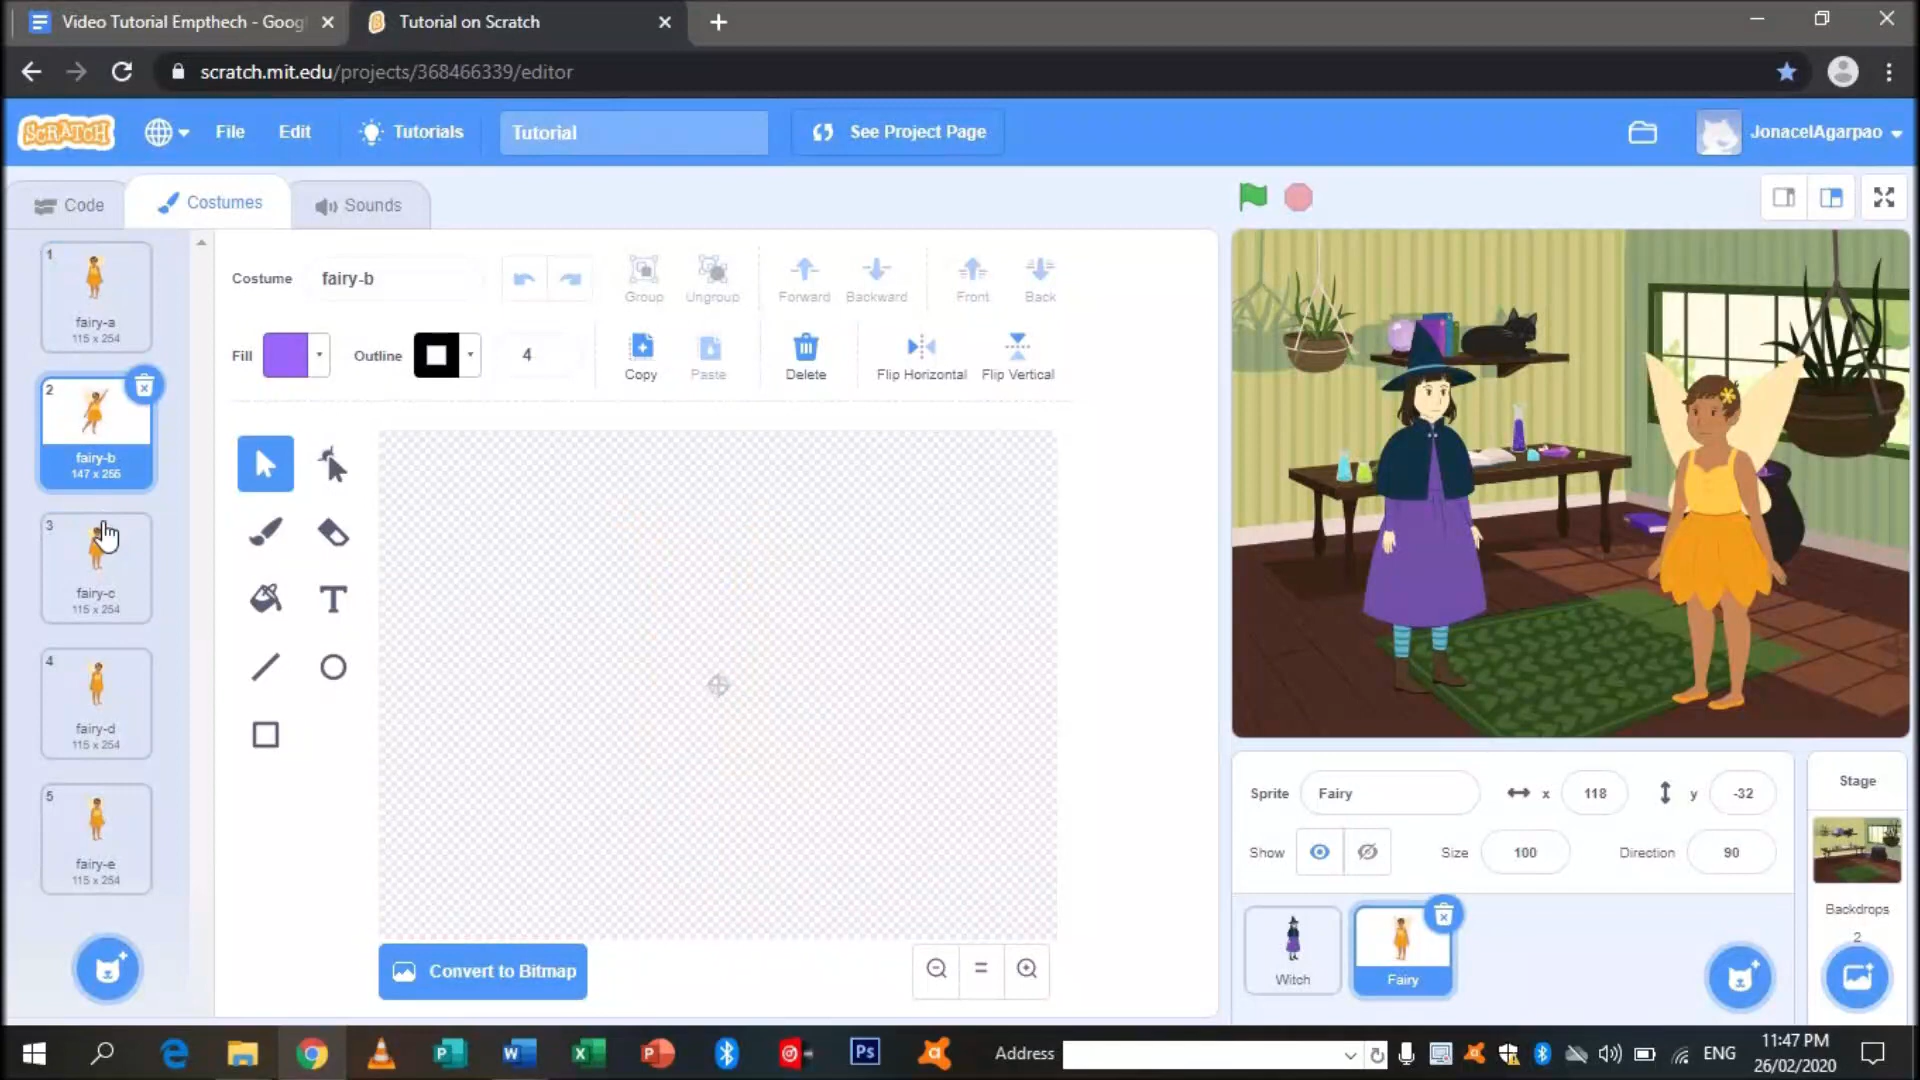 Video Tutorial Empthech - Goog
Tutorial on Scratch
scratch.mit.edu/projects/368466339/editor
SCRATCH
File
Edit
Tutorials
Tutorial
See Project Page
JonacelAgarpao
Code
Costumes
Sounds
1
fairy-a
115 x 254
2
fairy-b
147 x 255
3
fairy-c
115 x 254
4
fairy-d
115 x 254
5
fairy-e
115 x 254
Costume
fairy-b
Group
Ungroup
Forward
Backward
Front
Back
Fill
Outline
4
Copy
Paste
Delete
Flip Horizontal
Flip Vertical
Convert to Bitmap
Sprite
Fairy
x
118
y
-32
Show
Size
100
Direction
90
Witch
Fairy
Stage
Backdrops
2
Address
ENG
11:47 PM
26/02/2020